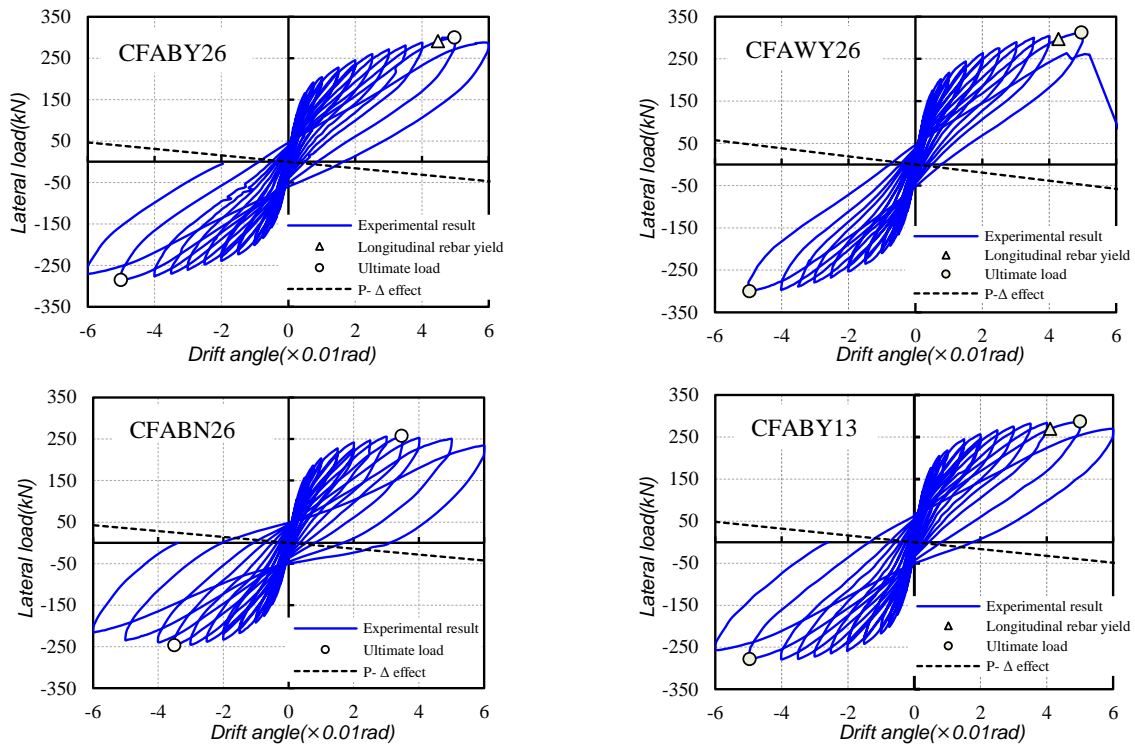 350
250
150
50
-50
-150
-250
-350
Lateral load(kN)
CFABY26
Experimental result
Longitudinal rebar yield
Ultimate load
P- Δ effect
-6 -4 -2 0 2 4 6
Drift angle(×0.01rad)
350
250
150
50
-50
-150
-250
-350
Lateral load(kN)
CFAWY26
Experimental result
Longitudinal rebar yield
Ultimate load
P- Δ effect
-6 -4 -2 0 2 4 6
Drift angle(×0.01rad)
350
250
150
50
-50
-150
-250
-350
Lateral load(kN)
CFABN26
Experimental result
Ultimate load
P- Δ effect
-6 -4 -2 0 2 4 6
Drift angle(×0.01rad)
350
250
150
50
-50
-150
-250
-350
Lateral load(kN)
CFABY13
Experimental result
Longitudinal rebar yield
Ultimate load
P- Δ effect
-6 -4 -2 0 2 4 6
Drift angle(×0.01rad)